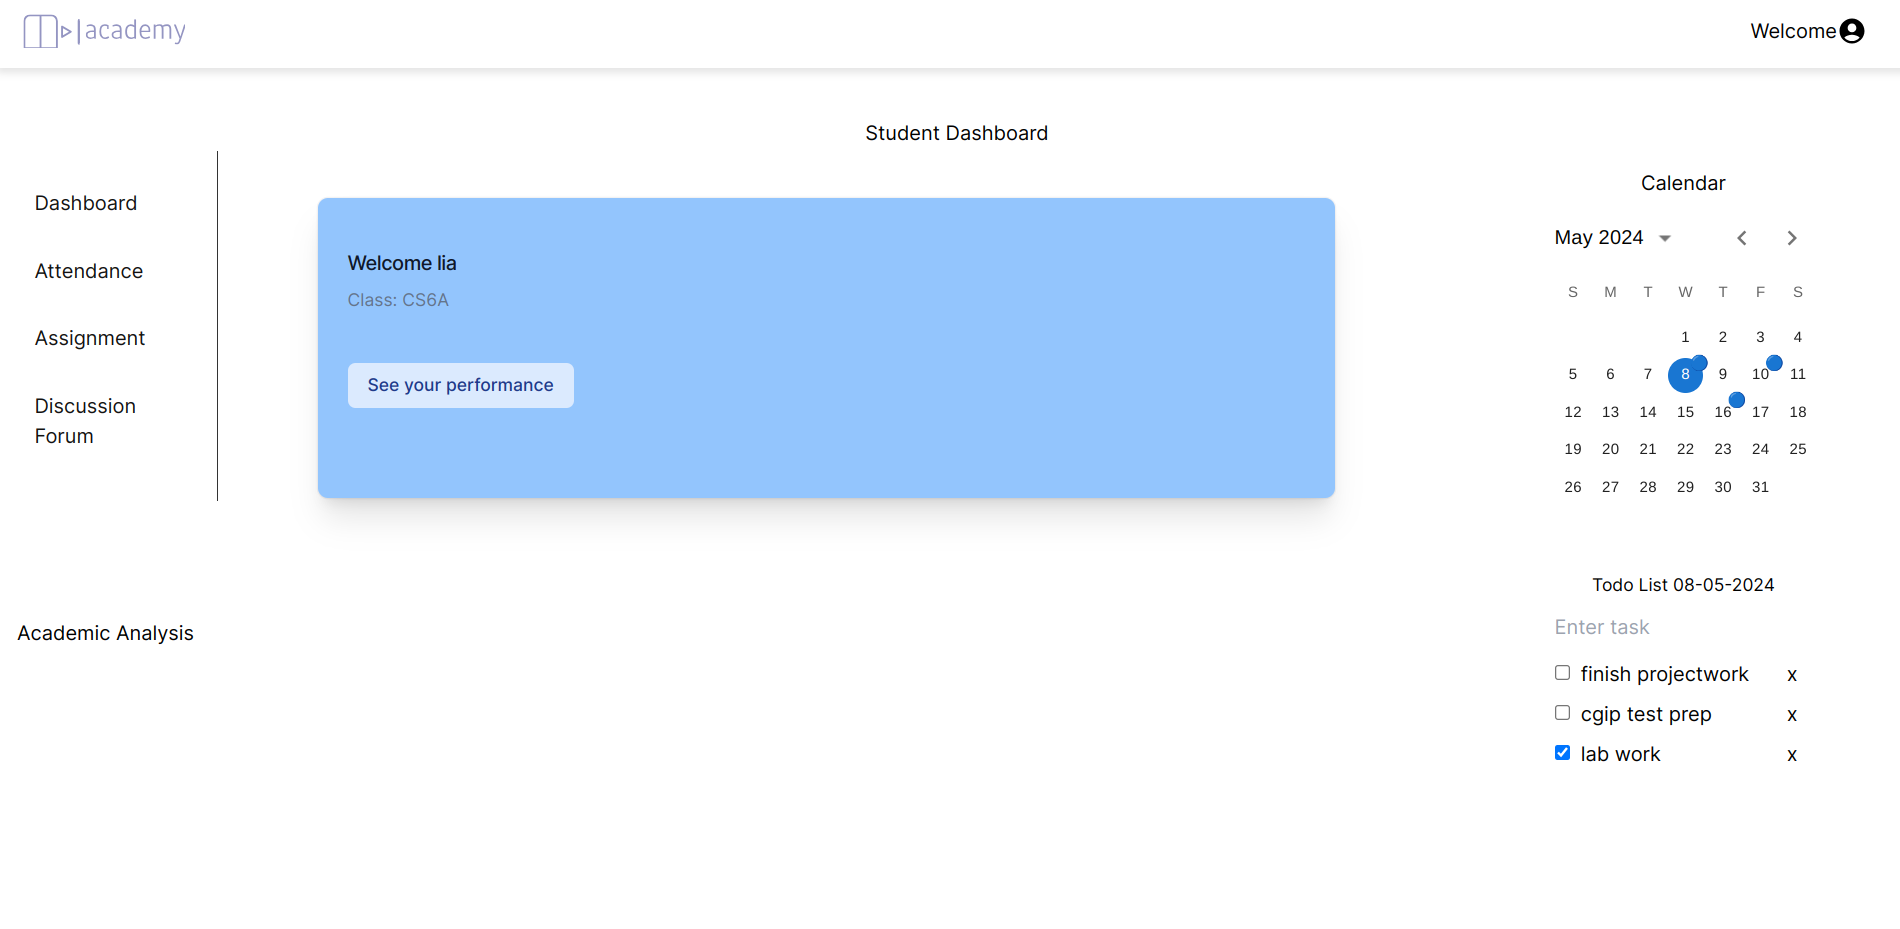 academy
Welcome
Student Dashboard
Dashboard
Attendance
Assignment
Discussion
Forum
Welcome lia
Class: CS6A
See your performance
Calendar
May 2024
S M T W T F S
1 2 3 4
5 6 7 8 9 10 11
12 13 14 15 16 17 18
19 20 21 22 23 24 25
26 27 28 29 30 31
Academic Analysis
Todo List 08-05-2024
Enter task
finish projectwork x
cgip test prep x
lab work x